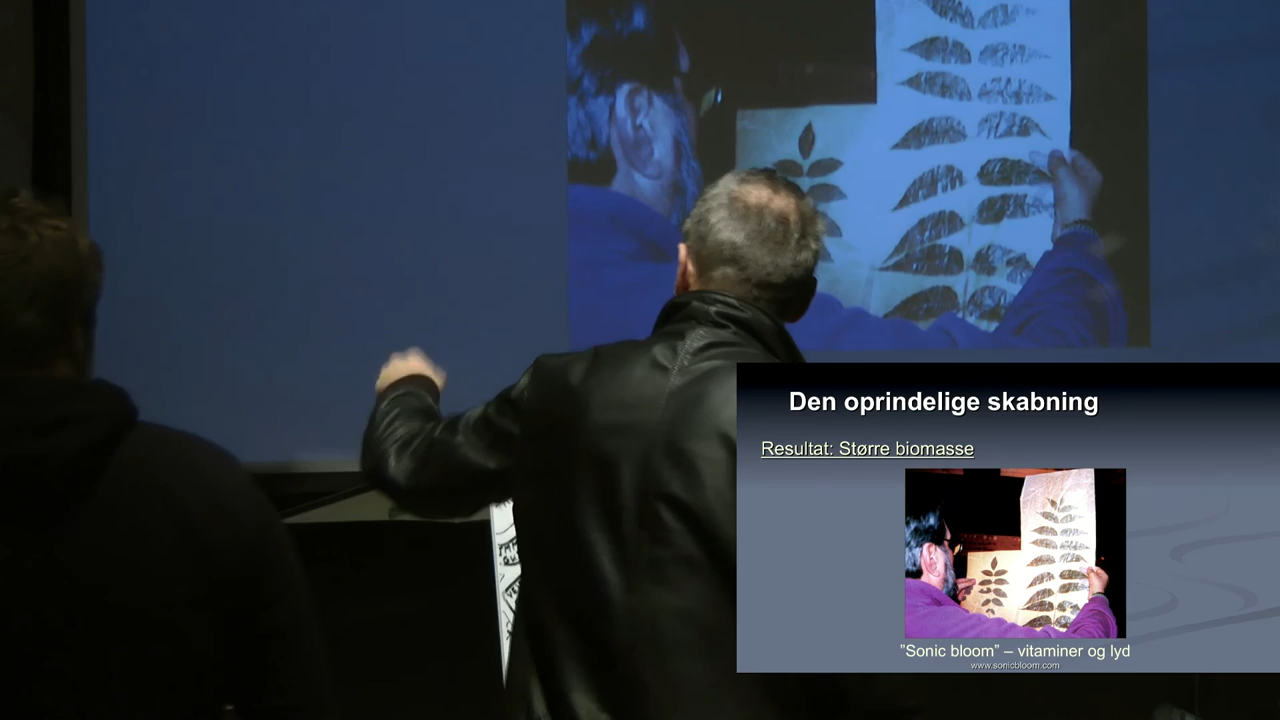 Den oprindelige skabning
Resultat: Større biomasse
”Sonic bloom” – vitaminer og lyd
www.sonicbloom.com